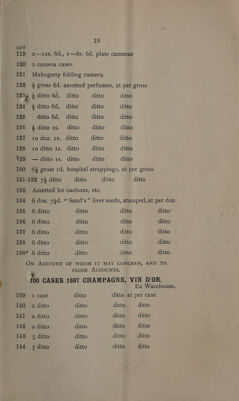 13
LOT
119 2—12s. 6d., 1—8s. 6d. plate cameras
120 2 camera cases
121 Mahogany folding camera
122 ½ gross 6d. assorted perfumes, at per gross
123 ½ ditto 6d. ditto ditto ditto
124 ½ ditto 6d. ditto ditto ditto
125 ditto 6d. ditto ditto ditto
126 ½ ditto 1s. ditto ditto ditto
127 10 doz. 1s. ditto ditto ditto
128 10 ditto 1s. ditto ditto ditto
129 — ditto 1s. ditto ditto ditto
130 6½ gross 1d. hospital strappings, at per gross
131-132 7½ ditto ditto ditto ditto
133 Assorted lot cachous, etc.
134 6 doz. 7½d. "Sand's" liver seeds, stamped, at per doz.
135 6 ditto ditto ditto
136 6 ditto ditto ditto
137 6 ditto ditto ditto
138 6 ditto ditto ditto
138* 6 ditto ditto ditto
On Account of whom it may concern, and to
close Accounts.
100 CASES 1897 CHAMPAGNE, VIN D'OR.
Ex Warehouse.
139 1 case ditto ditto at per case
140 2 ditto ditto ditto ditto
141 2 ditto ditto ditto ditto
142 2 ditto ditto ditto ditto
143 5 ditto ditto ditto ditto
144 5 ditto ditto ditto ditto